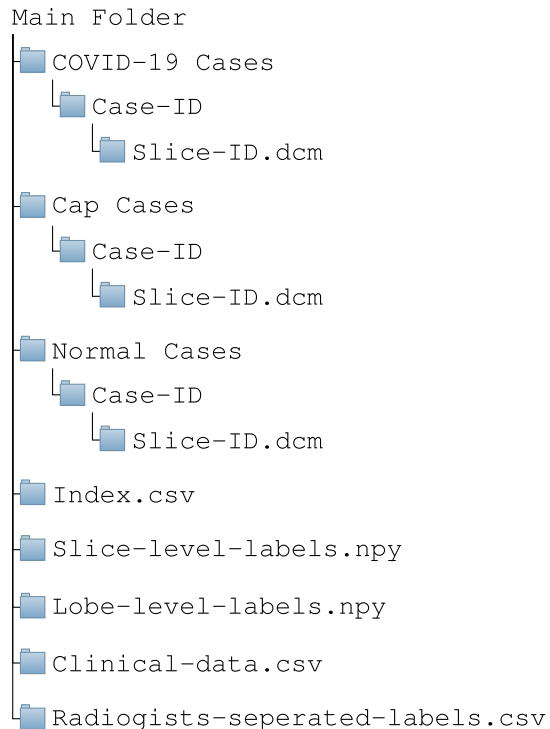 Main Folder
COVID-19 Cases
Case-ID
Slice-ID.dcm
Cap Cases
Case-ID
Slice-ID.dcm
Normal Cases
Case-ID
Slice-ID.dcm
Index.csv
Slice-level-labels.npy
Lobe-level-labels.npy
Clinical-data.csv
Radiogists-seperated-labels.csv